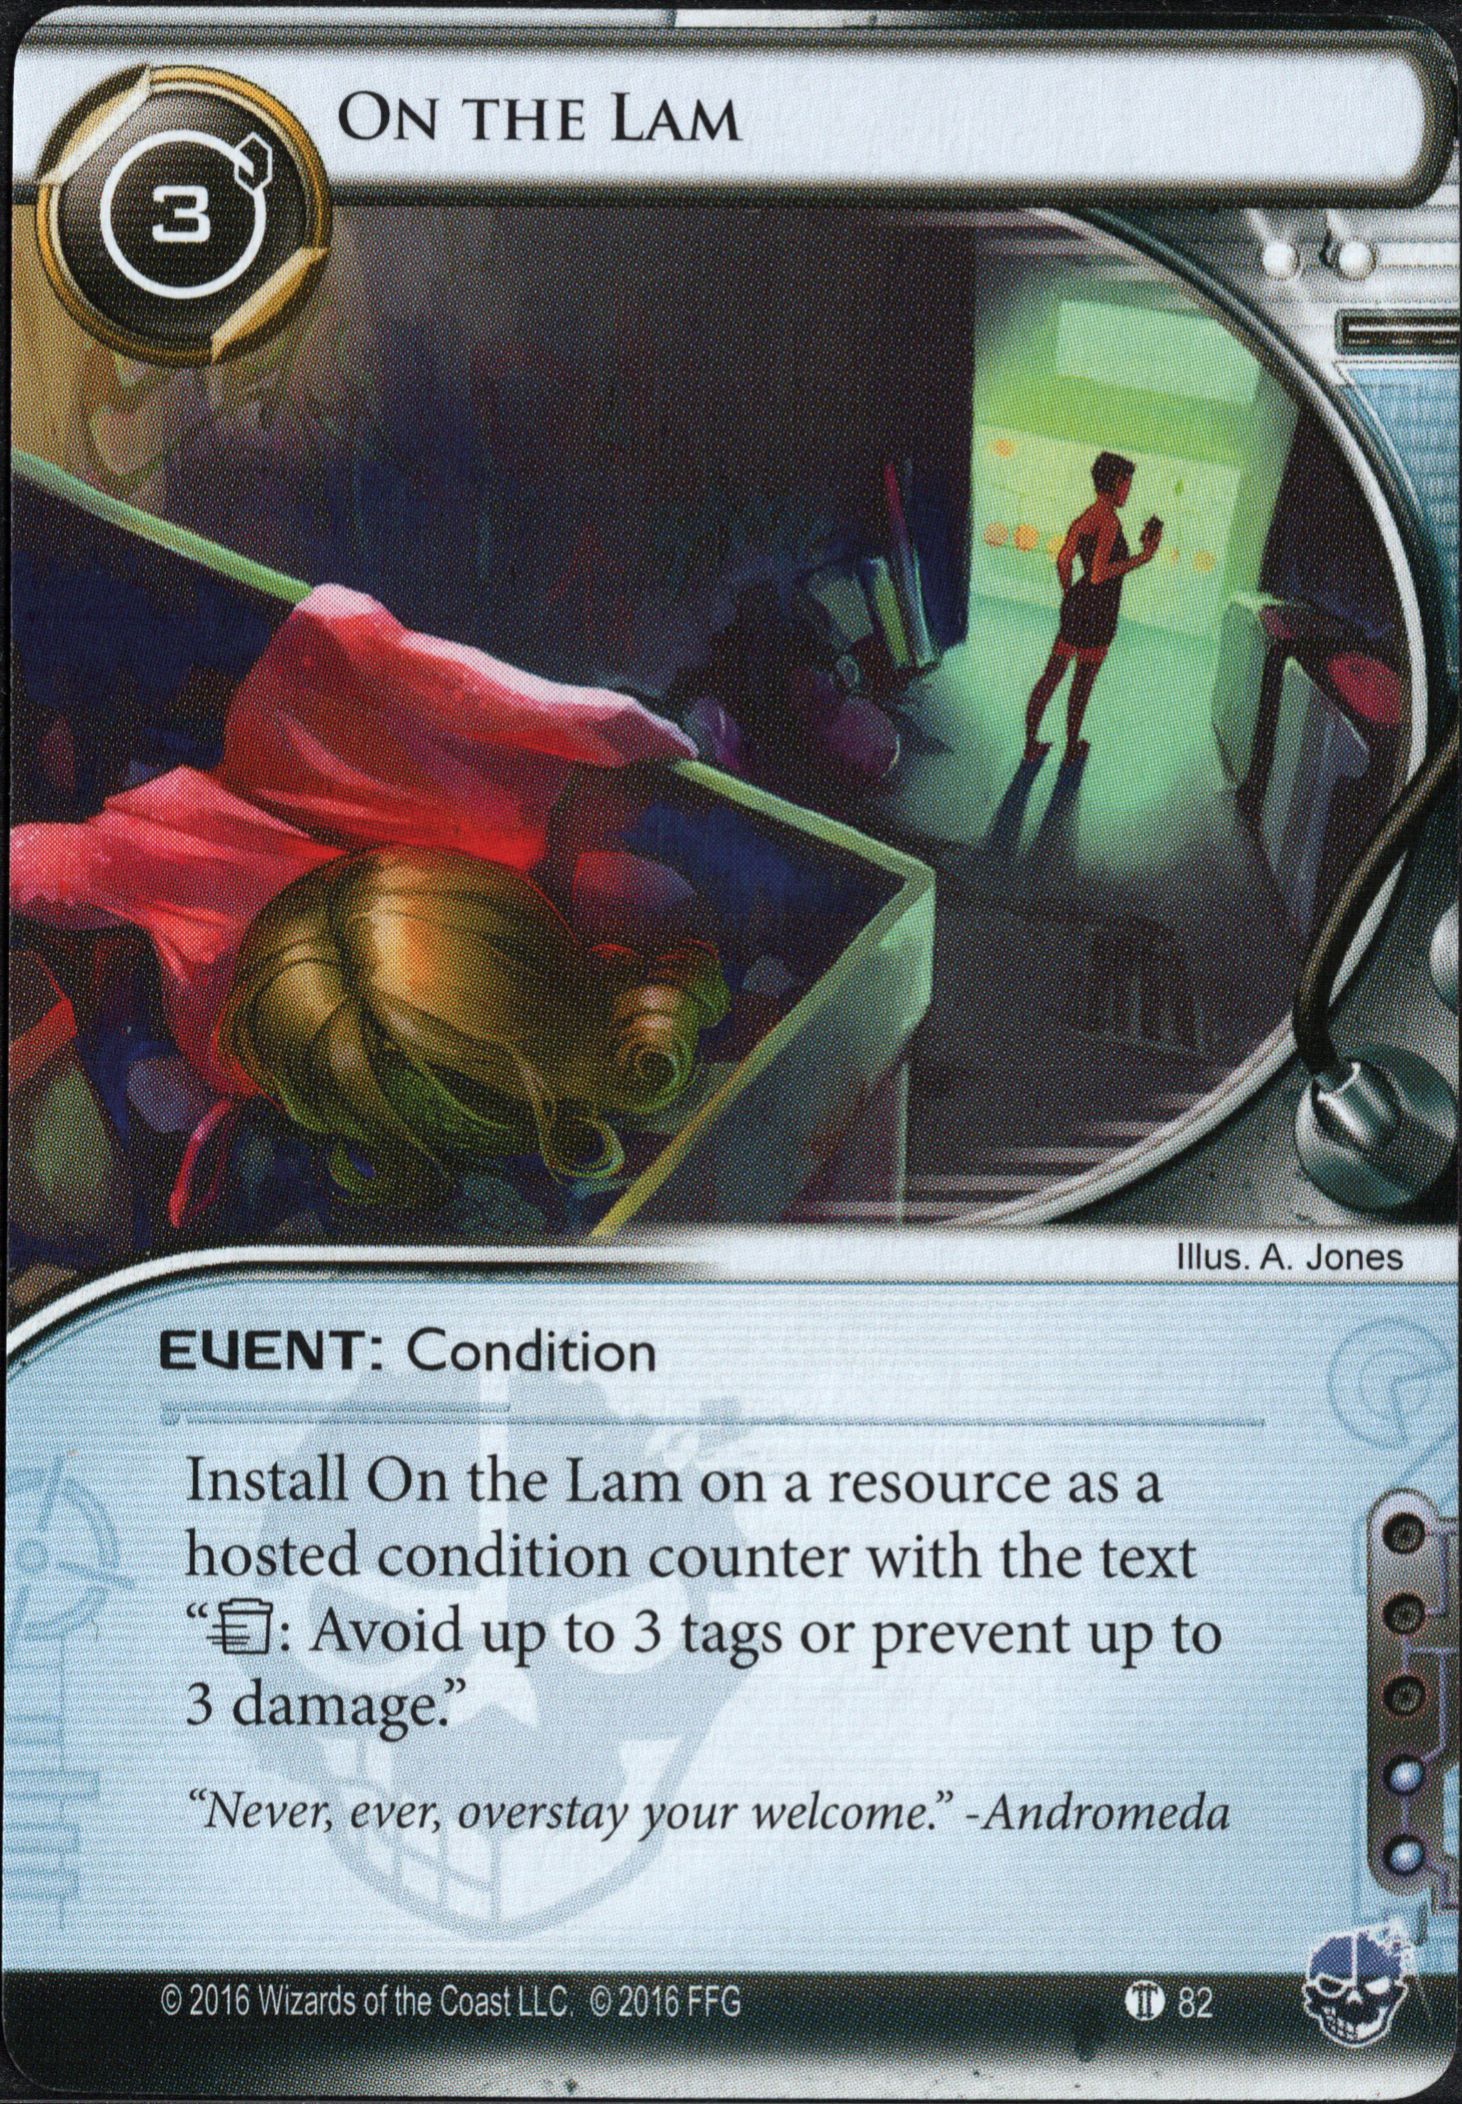 3
On the Lam
Illus. A. Jones
EVENT: Condition
Install On the Lam on a resource as a
hosted condition counter with the text
“: Avoid up to 3 tags or prevent up to
3 damage.”
“Never, ever, overstay your welcome.” -Andromeda
© 2016 Wizards of the Coast LLC. © 2016 FFG
82